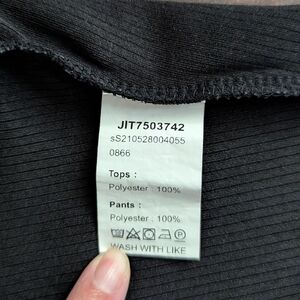 JIT7503742
sS210528004055
0866
Tops :
Polyester : 100%
Pants :
Polyester : 100%
P
WASH WITH LIKE